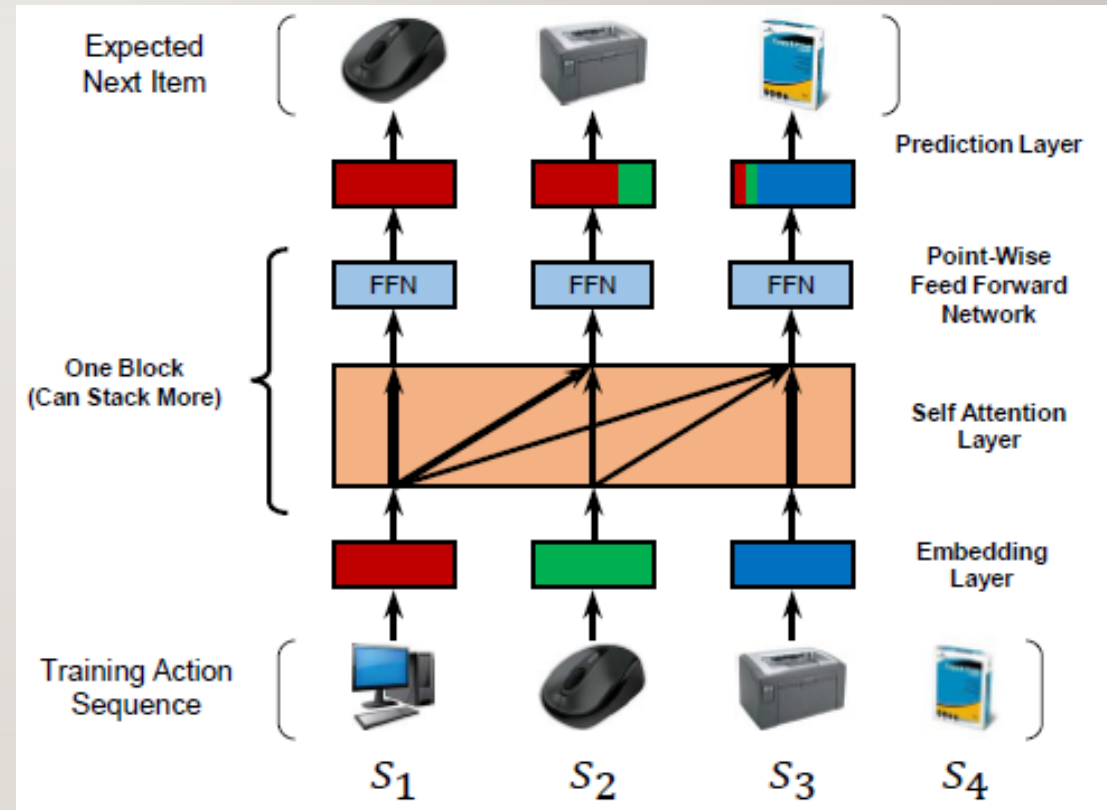 Expected
Next Item
Prediction Layer
FFN
FFN
FFN
Point-Wise
Feed Forward
Network
One Block
(Can Stack More)
Self Attention
Layer
Embedding
Layer
Training Action
Sequence
S1
S2
S3
S4